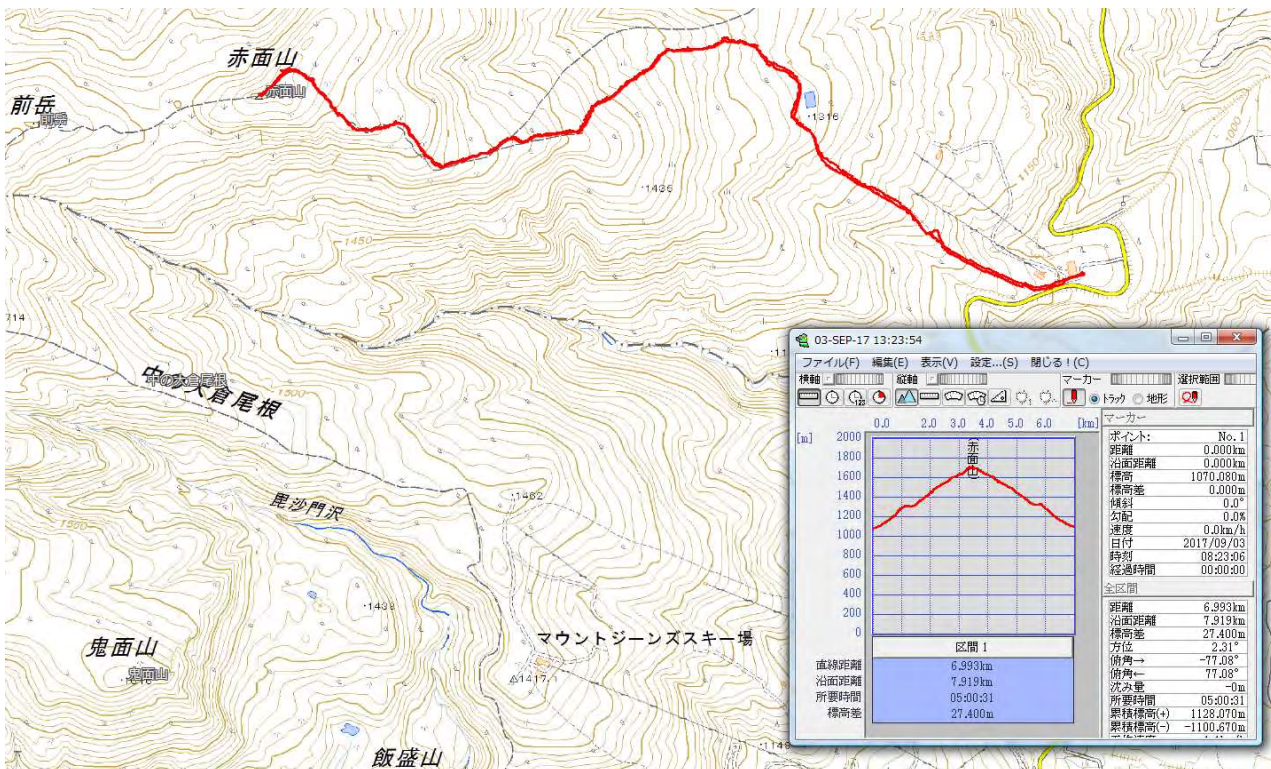 赤面山
赤面山
前岳
前岳
1316
1436
1150
1450
714
中の大倉尾根
中の大倉尾根
1500
毘沙門沢
1500
1462
1438
鬼面山
鬼面山
マウントジーンズスキー場
1417.1
飯盛山
1149
03-SEP-17 13:23:54
ファイル(F) 編集(E) 表示(V) 設定...(S) 閉じる!(C)
横軸 縦軸 マーカー 選択範囲
トラック 地形
0.0 2.0 3.0 4.0 5.0 6.0 [km]
[m]
2000
1800
1600
1400
1200
1000
800
600
400
200
0
(赤面山)
区間 1
直線距離 6.993km
沿面距離 7.919km
所要時間 05:00:31
標高差 27.400m
マーカー
ポイント: No.1
距離 0.000km
沿面距離 0.000km
標高 1070.080m
標高差 0.000m
傾斜 0.0°
勾配 0.0%
速度 0.0km/h
日付 2017/09/03
時刻 08:23:06
経過時間 00:00:00
全区間
距離 6.993km
沿面距離 7.919km
標高差 27.400m
方位 2.31°
俯角→ -77.08°
俯角← 77.08°
沈み量 -0m
所要時間 05:00:31
累積標高(+) 1128.070m
累積標高(-) -1100.670m